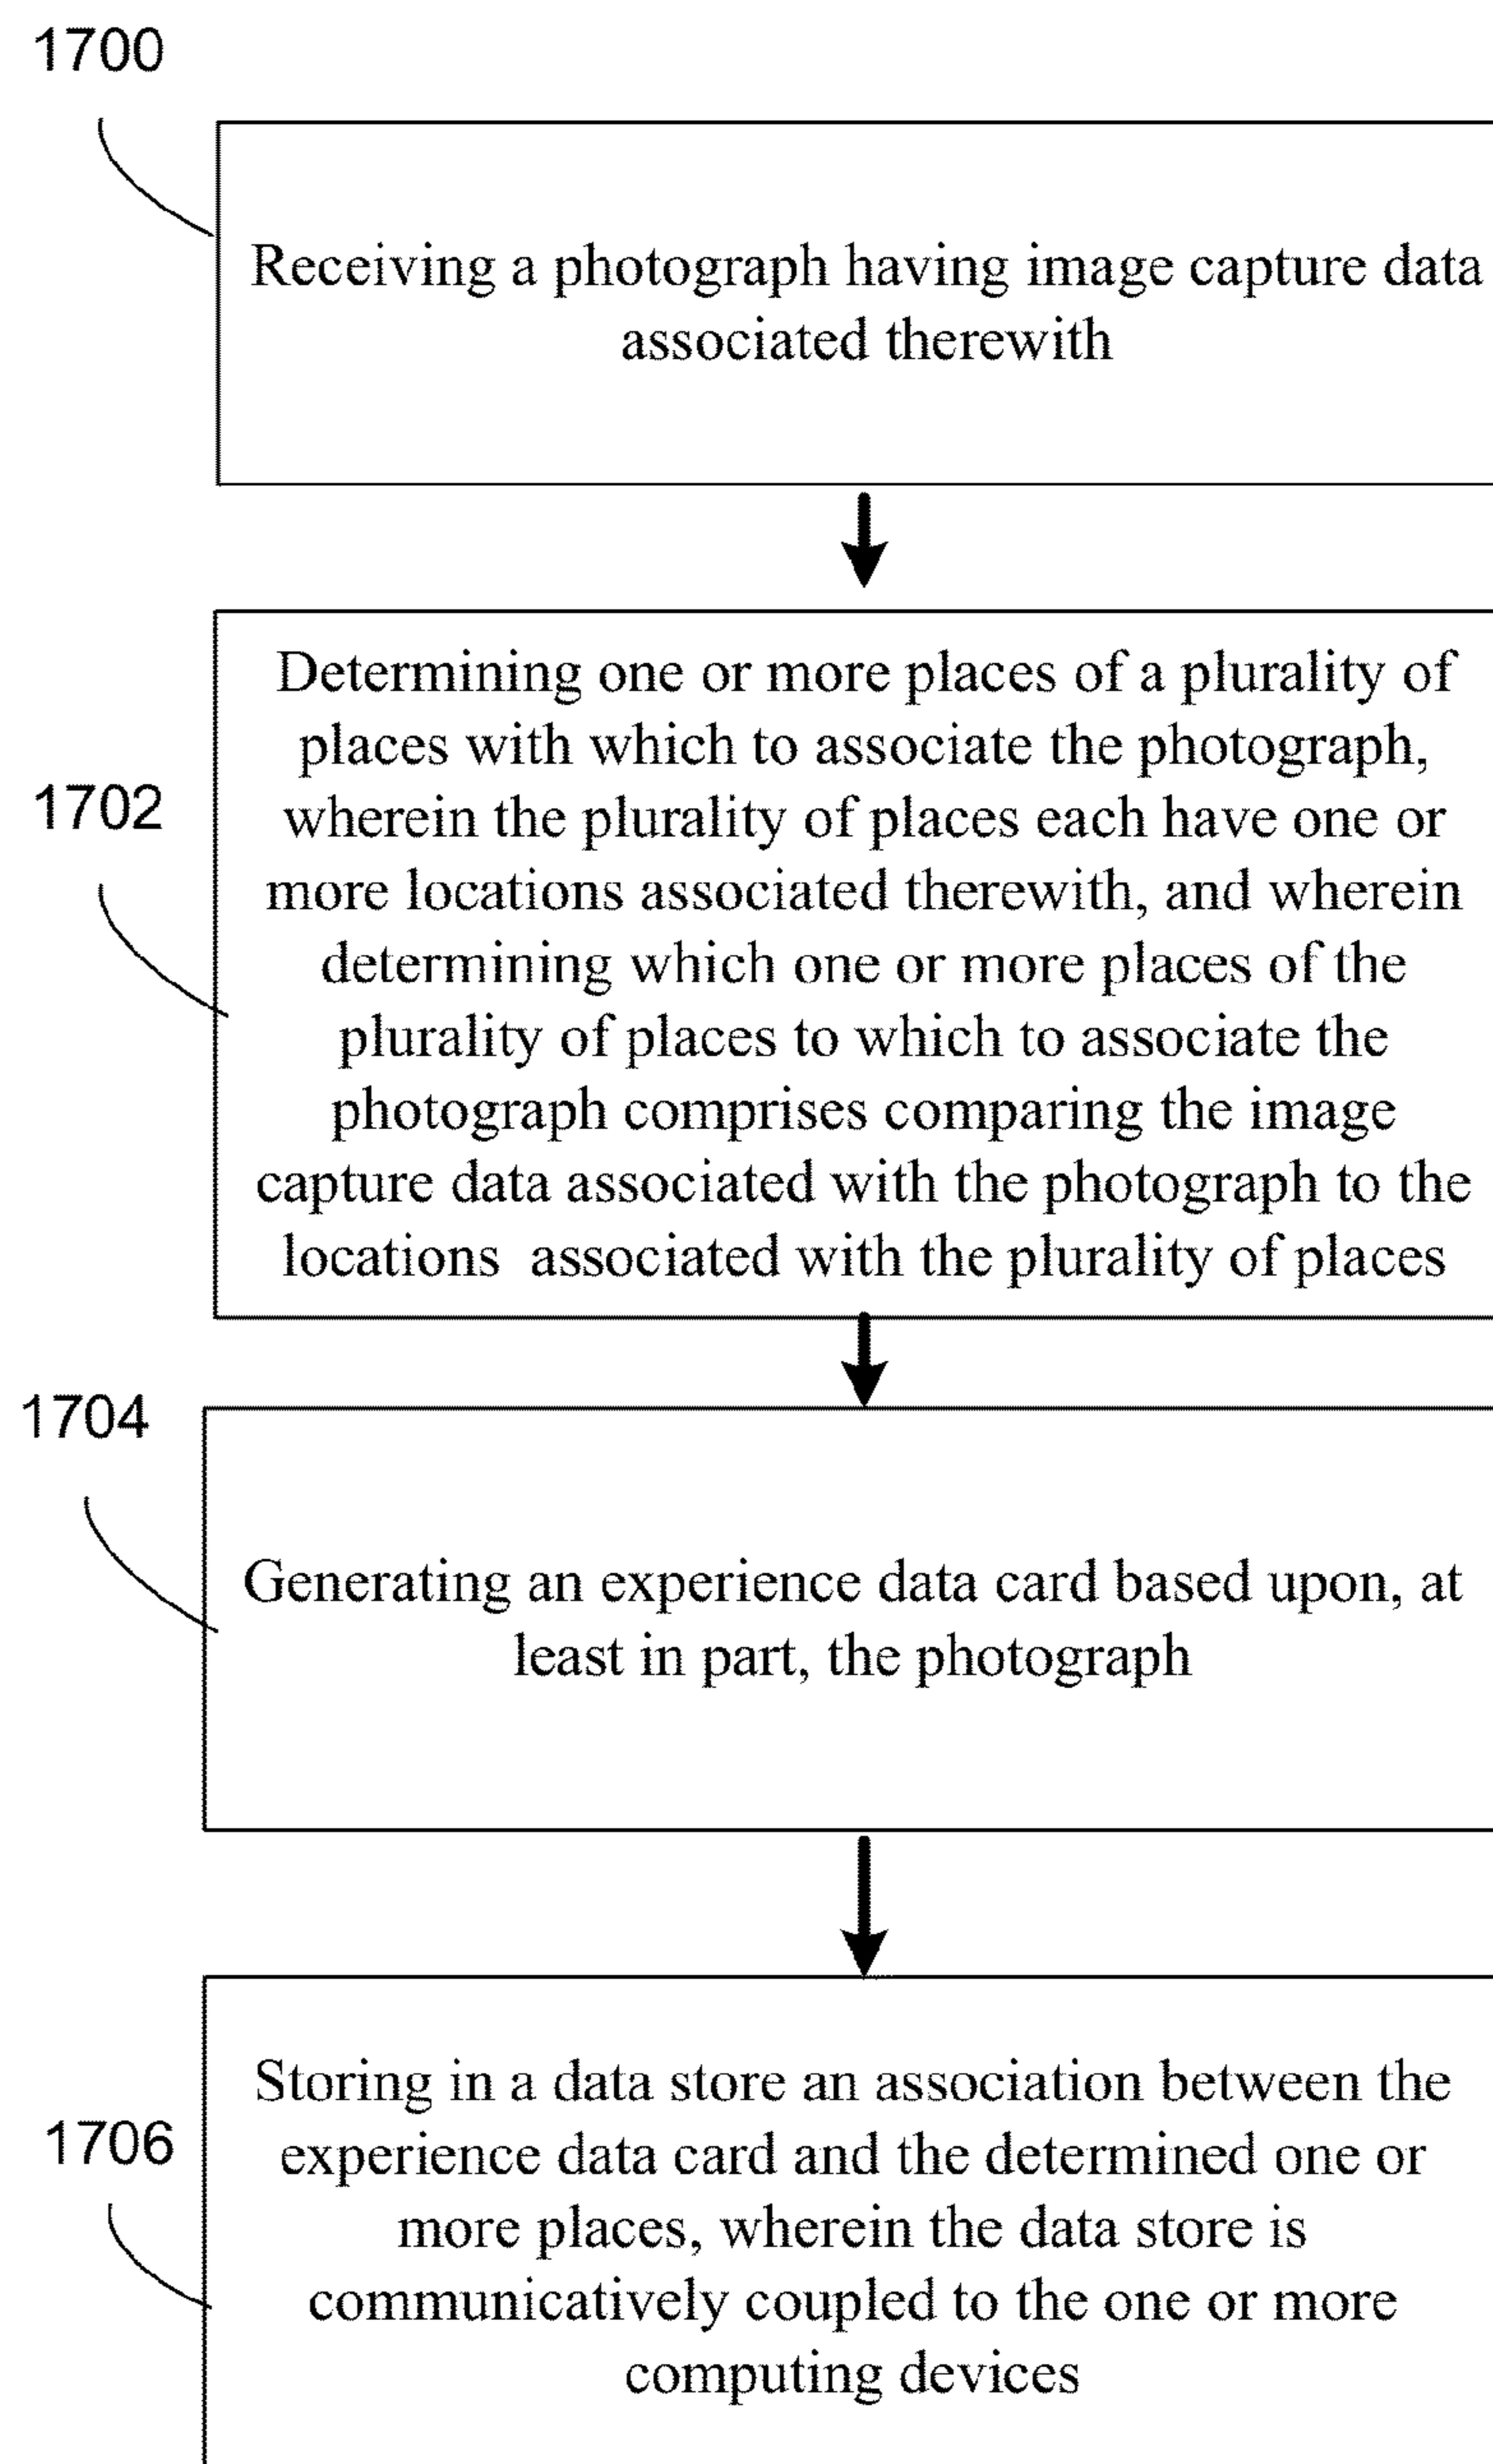 1700
Receiving a photograph having image capture data
associated therewith
Determining one or more places of a plurality of
places with which to associate the photograph,
1702
wherein the plurality of places each have one or
more locations associated therewith, and wherein
determining which one or more places of the
plurality of places to which to associate the
photograph comprises comparing the image
capture data associated with the photograph to the
locations associated with the plurality of places
1704
Generating an experience data card based upon, at
least in part, the photograph
Storing in a data store an association between the
1706
experience data card and the determined one or
more places, wherein the data store is
communicatively coupled to the one or more
computing devices